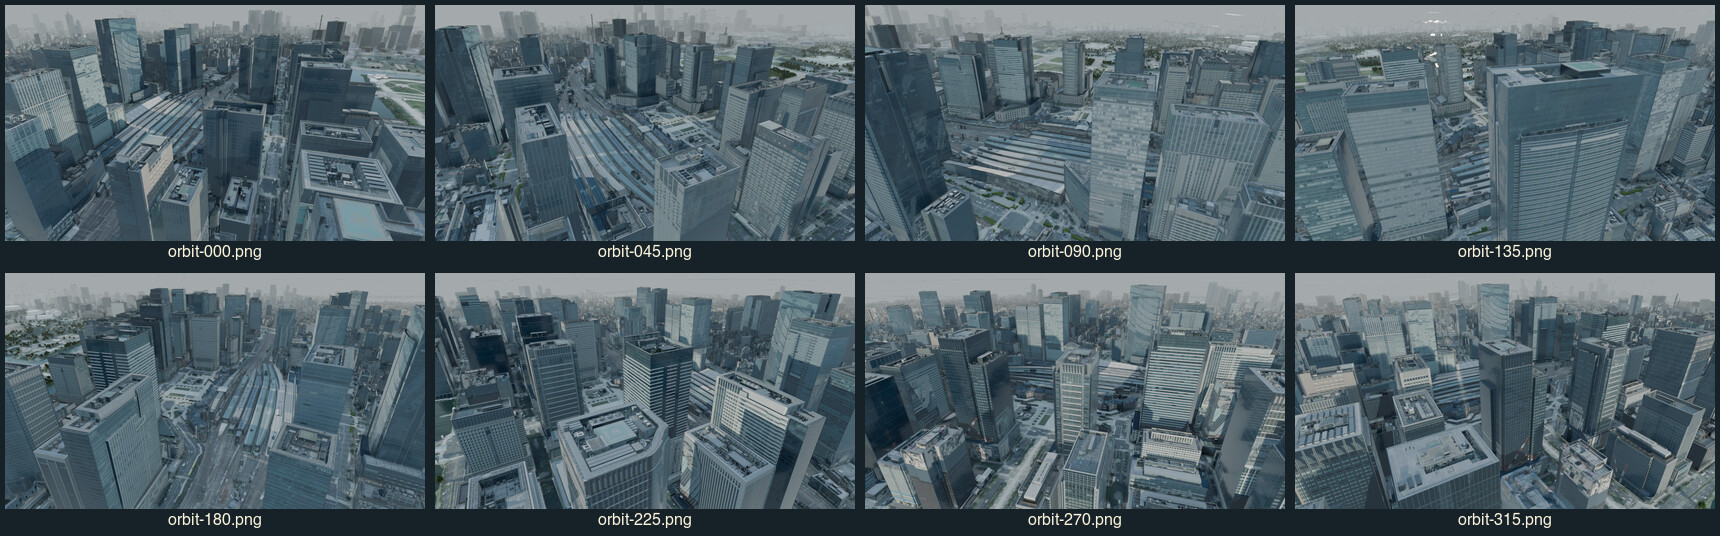 orbit-000.png
orbit-045.png
orbit-090.png
orbit-135.png
orbit-180.png
orbit-225.png
orbit-270.png
orbit-315.png